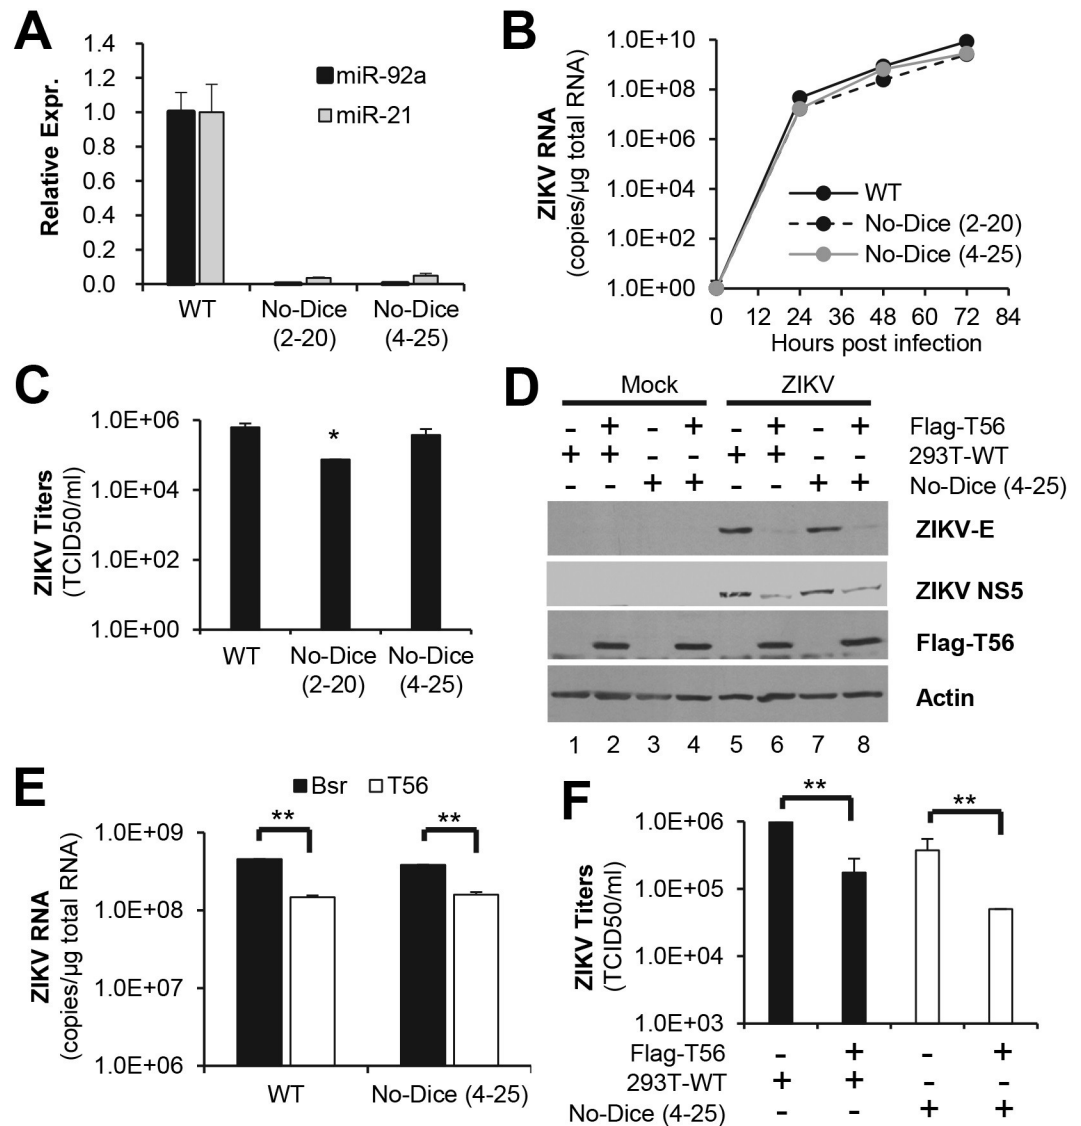 A
1.4
1.2
1.0
0.8
0.6
0.4
0.2
0.0
Relative Expr.
miR-92a
miR-21
WT
No-Dice
(2-20)
No-Dice
(4-25)
B
1.0E+10
1.0E+08
1.0E+06
1.0E+04
1.0E+02
1.0E+00
ZIKV RNA
(copies/µg total RNA)
WT
No-Dice (2-20)
No-Dice (4-25)
0 12 24 36 48 60 72 84
Hours post infection
C
1.0E+06
1.0E+04
1.0E+02
1.0E+00
ZIKV Titers
(TCID50/ml)
*
WT
No-Dice
(2-20)
No-Dice
(4-25)
D
Mock ZIKV
- + - + - + - + Flag-T56
+ + - - + + - - 293T-WT
- - + + - - + + No-Dice (4-25)
ZIKV-E
ZIKV NS5
Flag-T56
Actin
1 2 3 4 5 6 7 8
E
Bsr T56
1.0E+09
1.0E+08
1.0E+07
1.0E+06
ZIKV RNA
(copies/µg total RNA)
** **
WT No-Dice (4-25)
F
1.0E+06
1.0E+05
1.0E+04
1.0E+03
ZIKV Titers
(TCID50/ml)
** **
Flag-T56 - + - +
293T-WT + + - -
No-Dice (4-25) - - + +